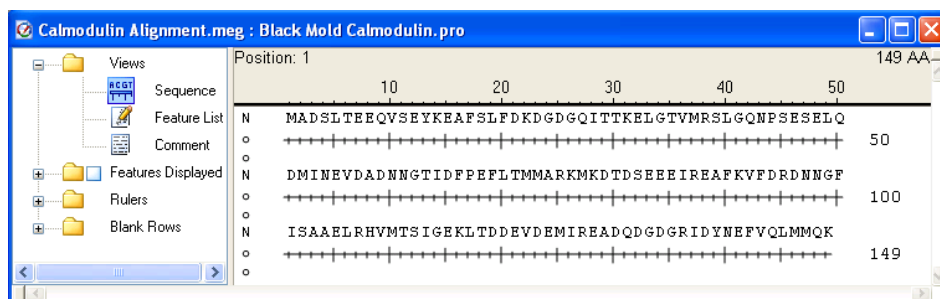 Calmodulin Alignment.meg : Black Mold Calmodulin.pro
Views
Sequence
Feature List
Comment
Features Displayed
Rulers
Blank Rows
Position: 1 149 AA
10 20 30 40 50
N MADSLTEEQVSEYKEAFSLFDKDGDGQITTKELGTVMRSLGQNPSESELQ
o 50
o
N DMINEVDADNNGTIDFPEFLTMMARKMKDTDSEEEIREAFKVFDRDNNGF
o 100
o
N ISAAELRHVMTSIGEKLTDDEVDEMIREADQDGDGRIDYNEFVQLMMQK
o 149
o